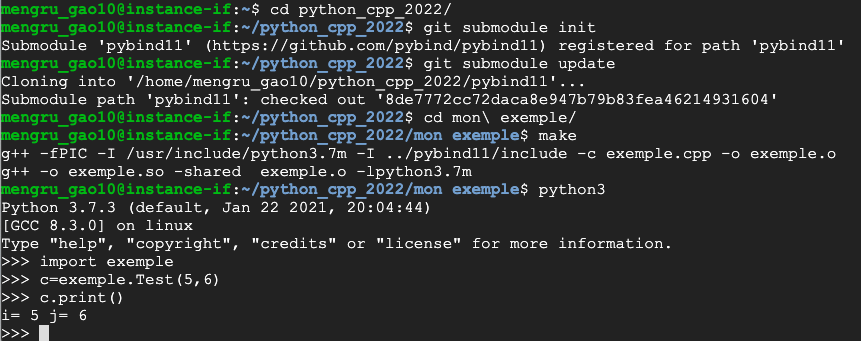 mengru_gao10@instance-if:~$ cd python_cpp_2022/
mengru_gao10@instance-if:~/python_cpp_2022$ git submodule init
Submodule 'pybind11' (https://github.com/pybind/pybind11) registered for path 'pybind11'
mengru_gao10@instance-if:~/python_cpp_2022$ git submodule update
Cloning into '/home/mengru_gao10/python_cpp_2022/pybind11'...
Submodule path 'pybind11': checked out '8de7772cc72daca8e947b79b83fea46214931604'
mengru_gao10@instance-if:~/python_cpp_2022$ cd mon\ exemple/
mengru_gao10@instance-if:~/python_cpp_2022/mon exemple$ make
g++ -fPIC -I /usr/include/python3.7m -I ../pybind11/include -c exemple.cpp -o exemple.o
g++ -o exemple.so -shared  exemple.o -lpython3.7m
mengru_gao10@instance-if:~/python_cpp_2022/mon exemple$ python3
Python 3.7.3 (default, Jan 22 2021, 20:04:44)
[GCC 8.3.0] on linux
Type "help", "copyright", "credits" or "license" for more information.
>>> import exemple
>>> c=exemple.Test(5,6)
>>> c.print()
i= 5 j= 6
>>>